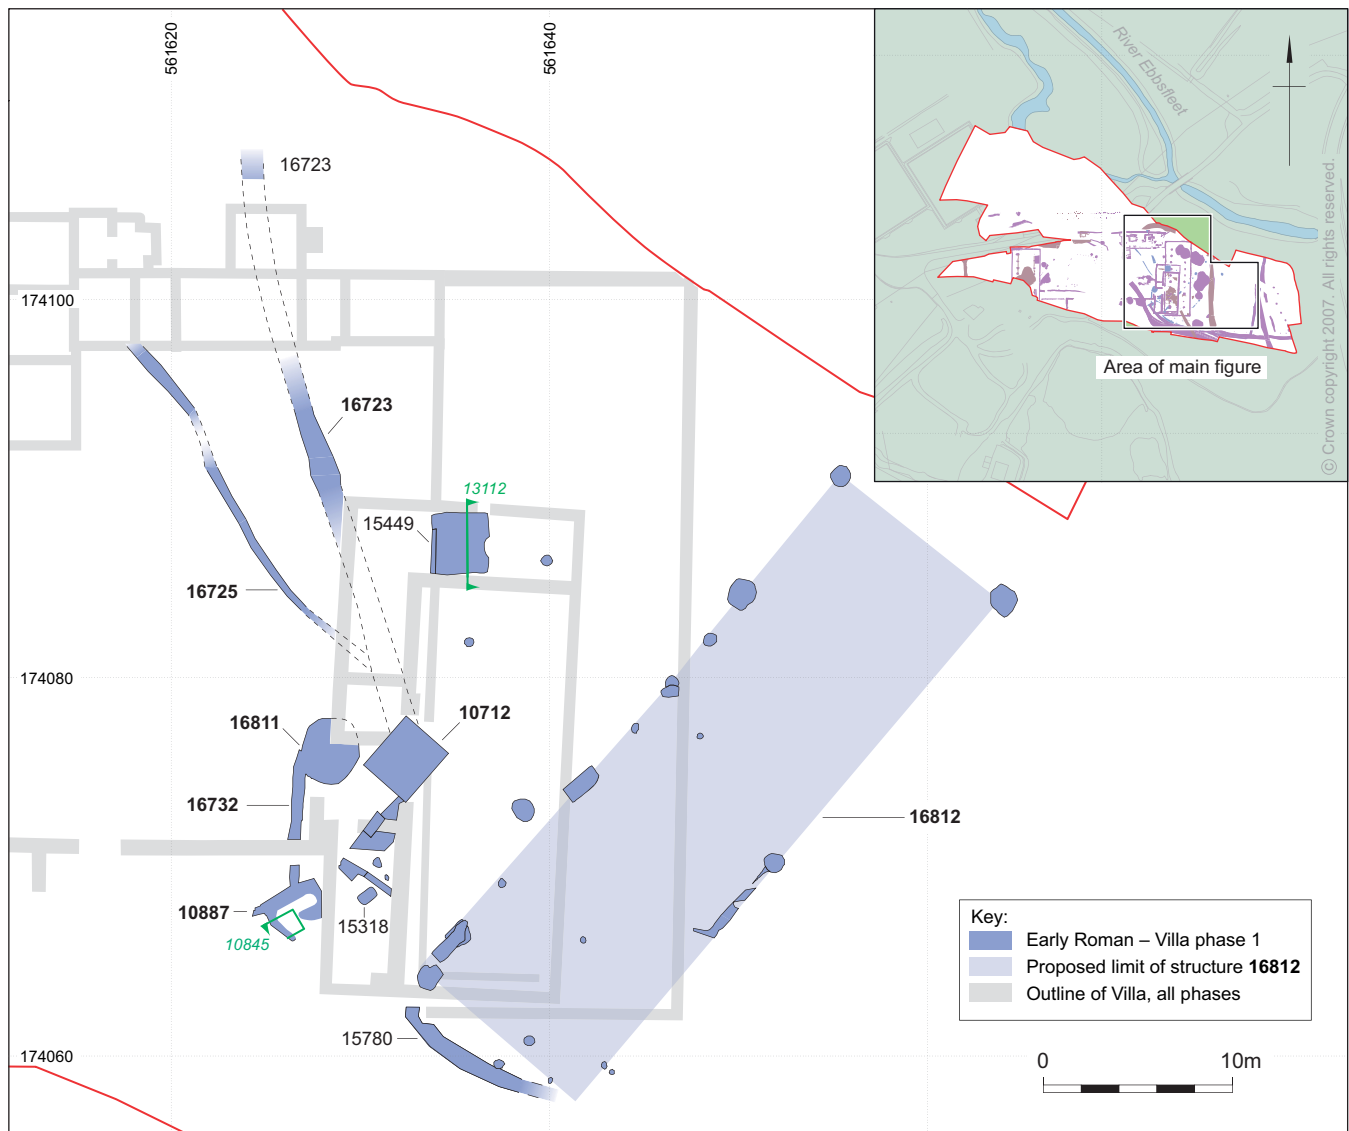 561620
561640
River Ebbsfleet
© Crown copyright 2007. All rights reserved.
Area of main figure
16723
174100
16723
13112
15449
16725
174080
16811
10712
16732
16812
10887
15318
10845
15780
174060
Key:
Early Roman – Villa phase 1
Proposed limit of structure 16812
Outline of Villa, all phases
0
10m